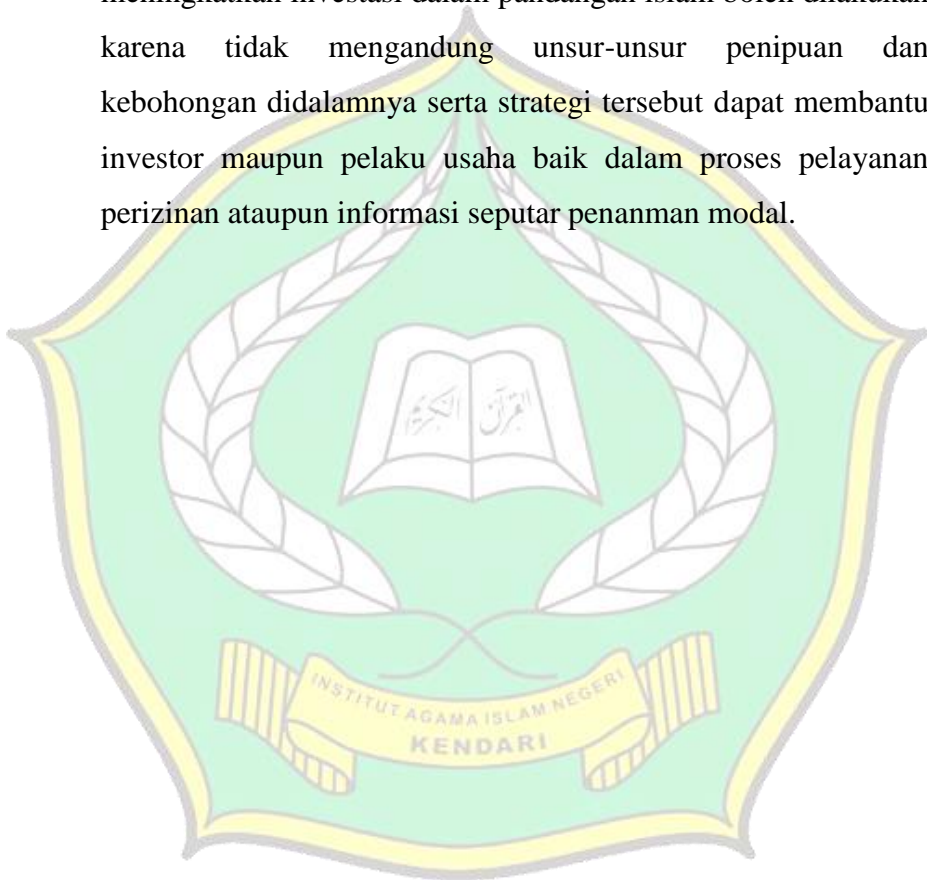 meningkatkan investasi dalam pandangan Islam boleh dilakukan
karena tidak mengandung unsur-unsur penipuan dan
kebohongan didalamnya serta strategi tersebut dapat membantu
investor maupun pelaku usaha baik dalam proses pelayanan
perizinan ataupun informasi seputar penanman modal.
القرآن الكريم
INSTITUT AGAMA ISLAM NEGERI
KENDARI